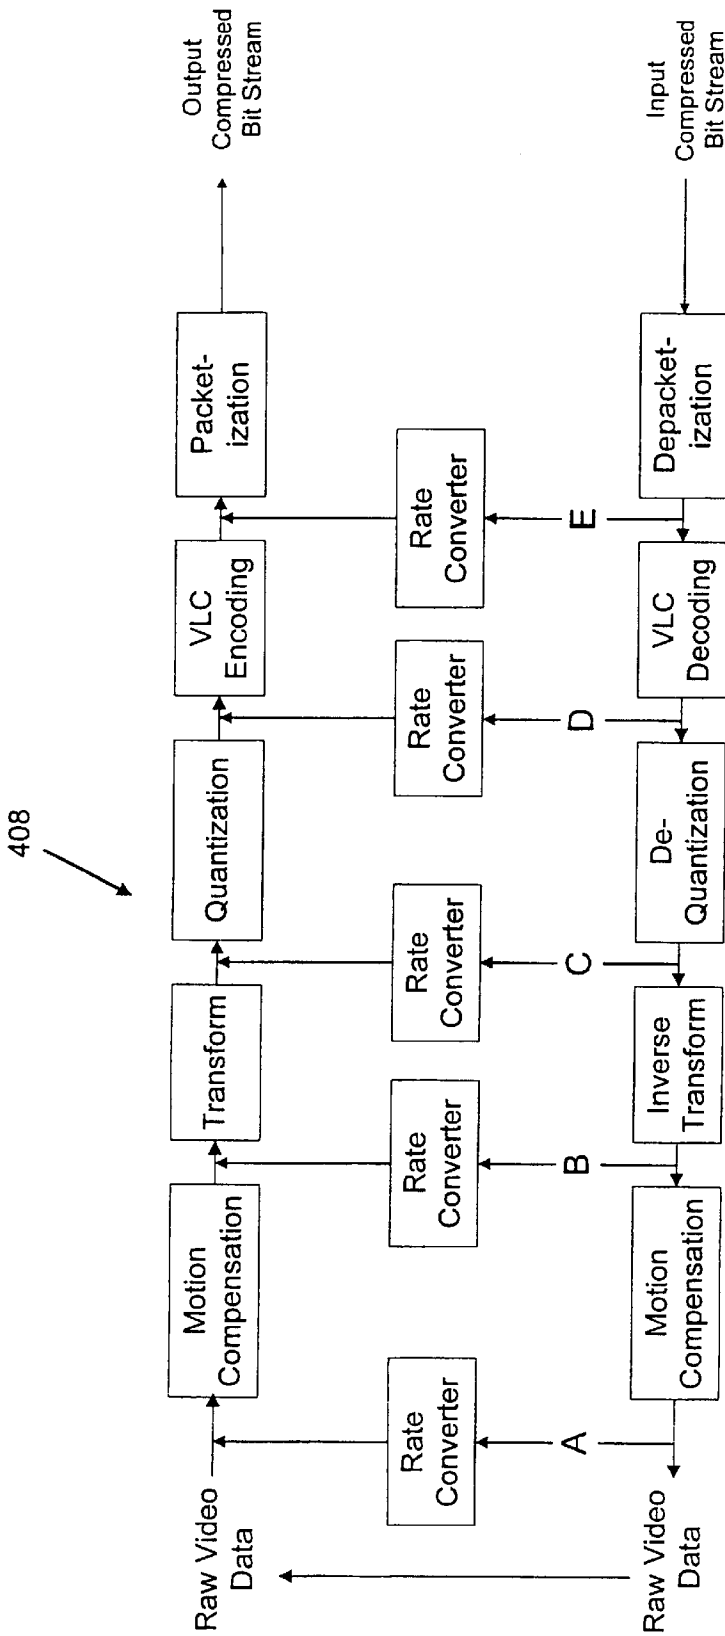 408
Raw Video
Data
Motion
Compensation
Transform
Quantization
VLC
Encoding
Packet-
ization
Output
Compressed
Bit Stream
Rate
Converter
Rate
Converter
Rate
Converter
Rate
Converter
Rate
Converter
A
B
C
D
E
Raw Video
Data
Motion
Compensation
Inverse
Transform
De-
Quantization
VLC
Decoding
Depacket-
ization
Input
Compressed
Bit Stream